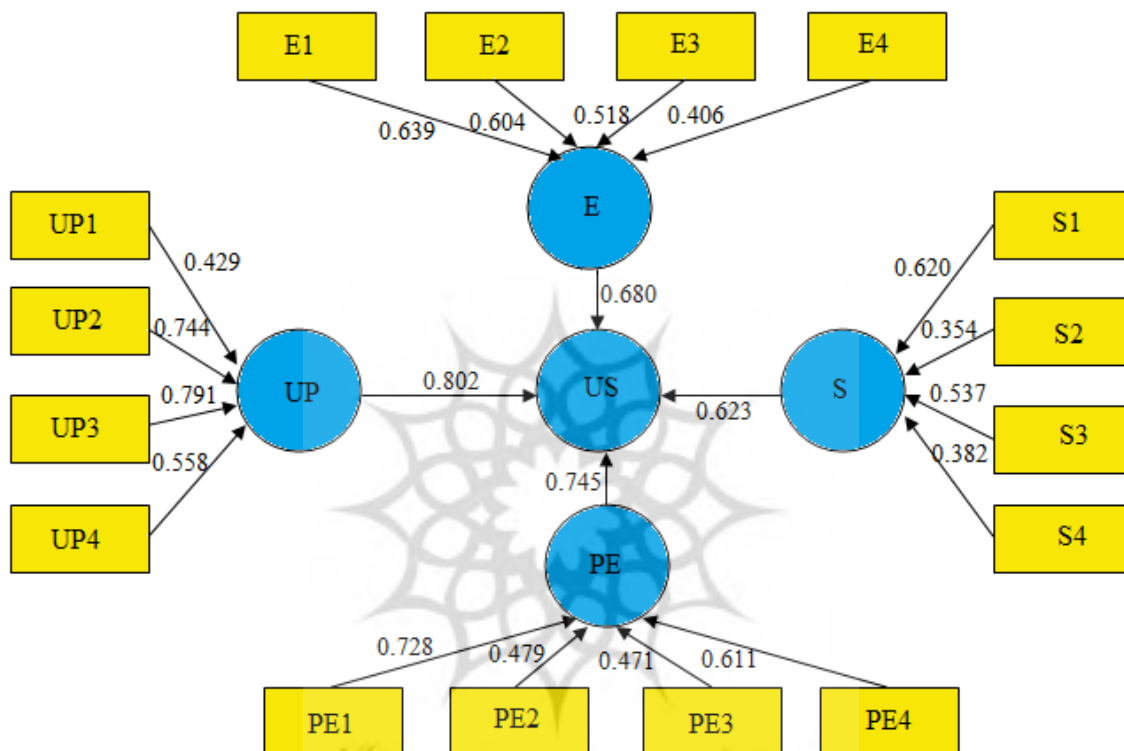 E1 E2 E3 E4
0.639 0.604 0.518 0.406
E
UP1 S1
0.429 0.620
0.680
UP2 S2
0.744 0.354
UP 0.802 US 0.623 S
0.791 0.537
UP3 S3
0.558 0.382
0.745
UP4 S4
PE
0.728 0.479 0.471 0.611
PE1 PE2 PE3 PE4